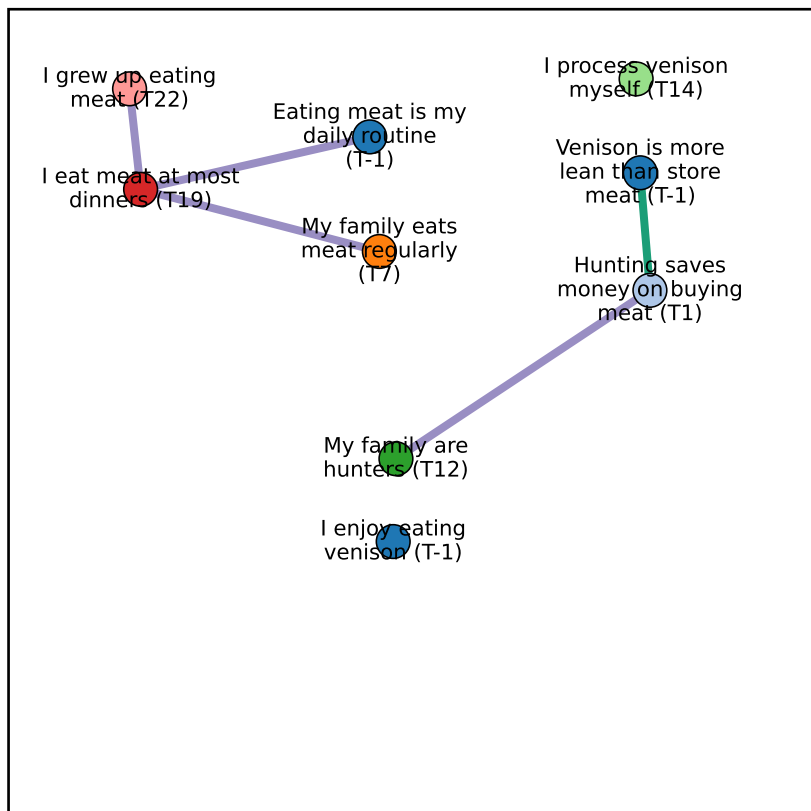 I grew up eating
meat (T22)
I process venison
myself (T14)
Eating meat is my
daily routine
(T-1)
Venison is more
lean than store
meat (T-1)
I eat meat at most
dinners (T19)
My family eats
meat regularly
(T7)
Hunting saves
money on buying
meat (T1)
My family are
hunters (T12)
I enjoy eating
venison (T-1)